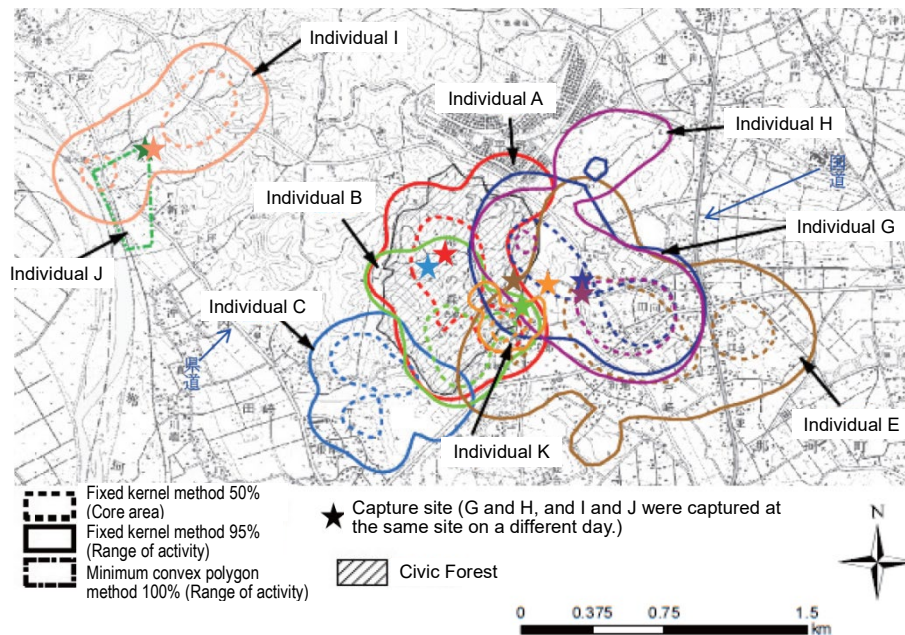 Individual I
Individual A
Individual H
国道
Individual B
Individual G
Individual J
Individual C
県道
Individual E
Individual K
Fixed kernel method 50%
(Core area)
Fixed kernel method 95%
(Range of activity)
Minimum convex polygon
method 100% (Range of activity)
Capture site (G and H, and I and J were captured at
the same site on a different day.)
Civic Forest
N
0 0.375 0.75 1.5
km